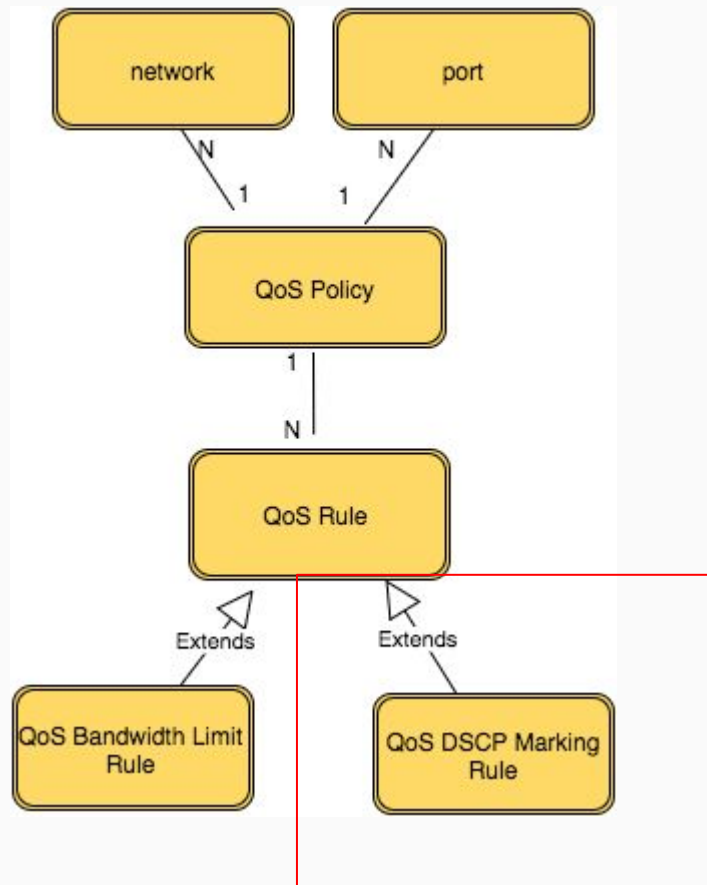 network
port
N
N
1
1
QoS Policy
1
N
QoS Rule
Extends
Extends
QoS Bandwidth Limit
Rule
QoS DSCP Marking
Rule